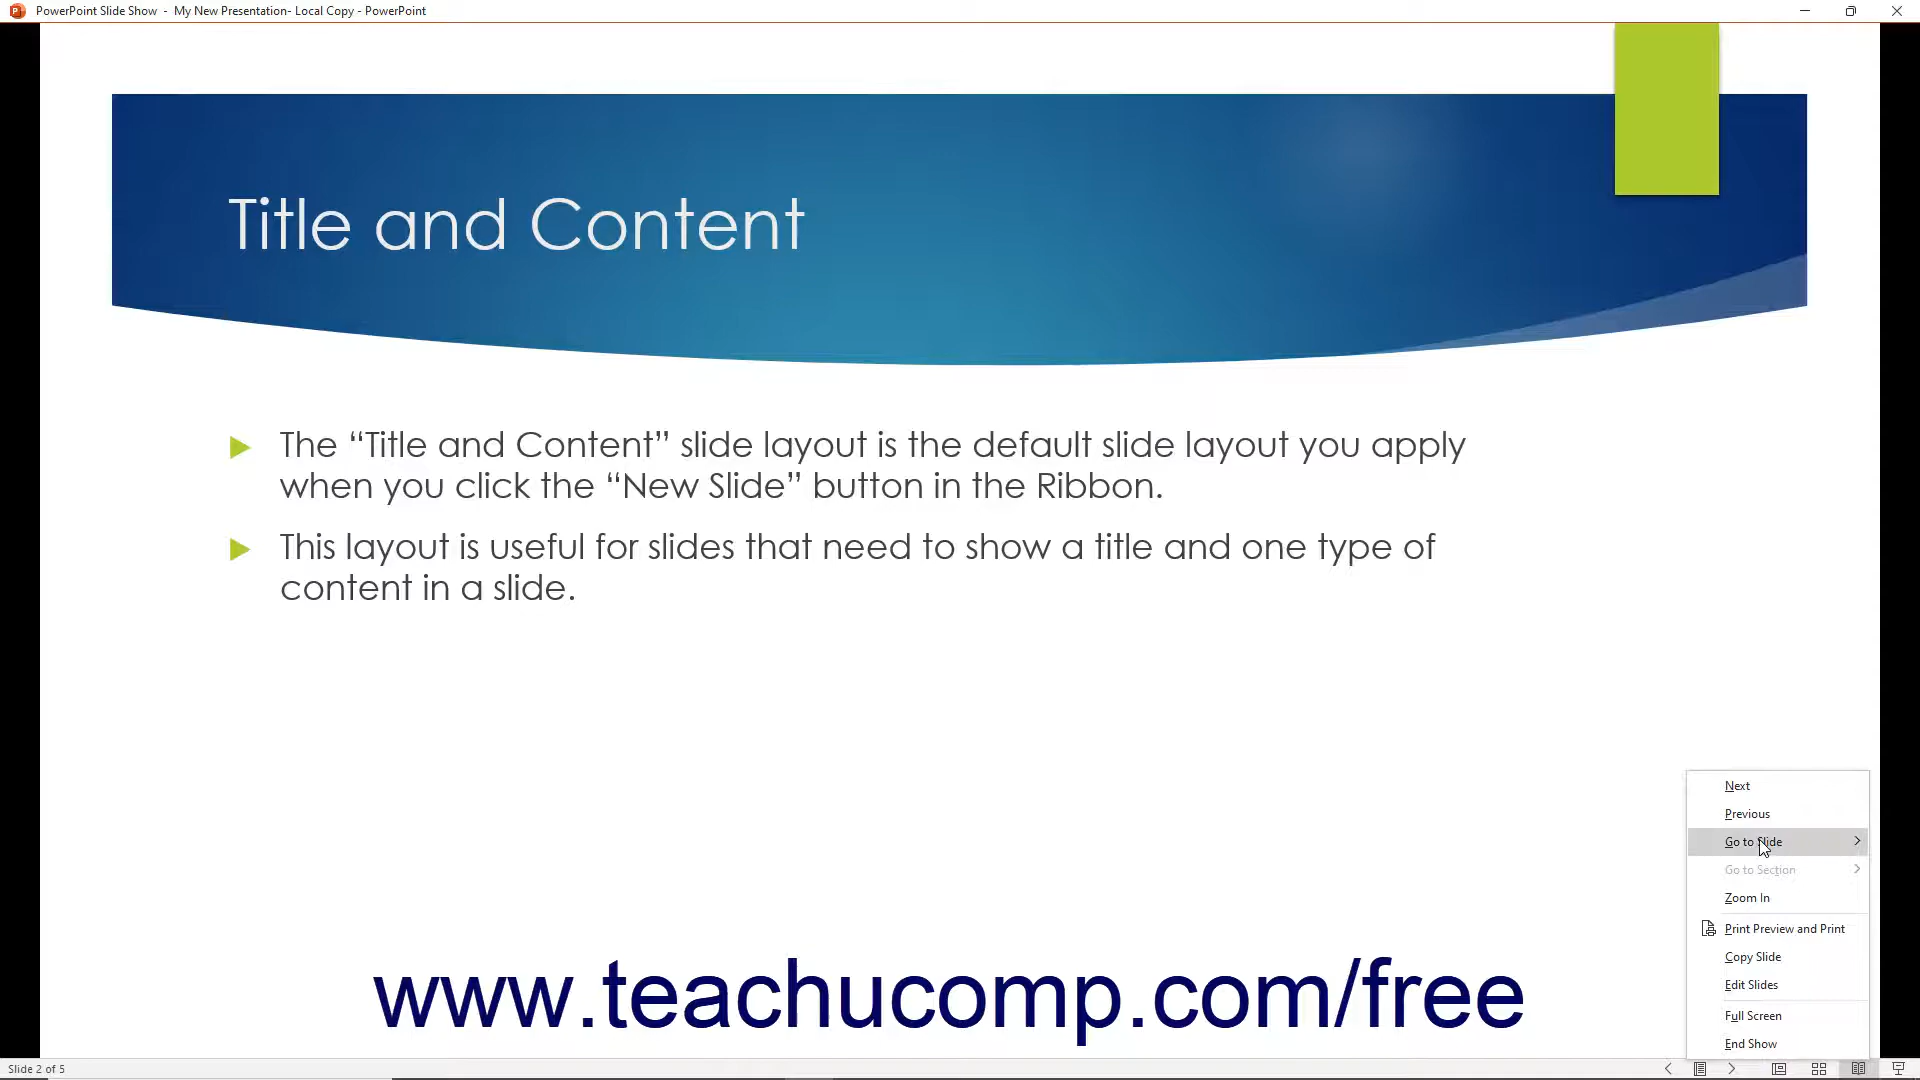 PowerPoint Slide Show - My New Presentation- Local Copy - PowerPoint
Title and Content
The “Title and Content” slide layout is the default slide layout you apply
when you click the “New Slide” button in the Ribbon.
This layout is useful for slides that need to show a title and one type of
content in a slide.
Next
Previous
Go to Slide
Go to Section
Zoom In
Print Preview and Print
Copy Slide
Edit Slides
Full Screen
End Show
www.teachucomp.com/free
Slide 2 of 5